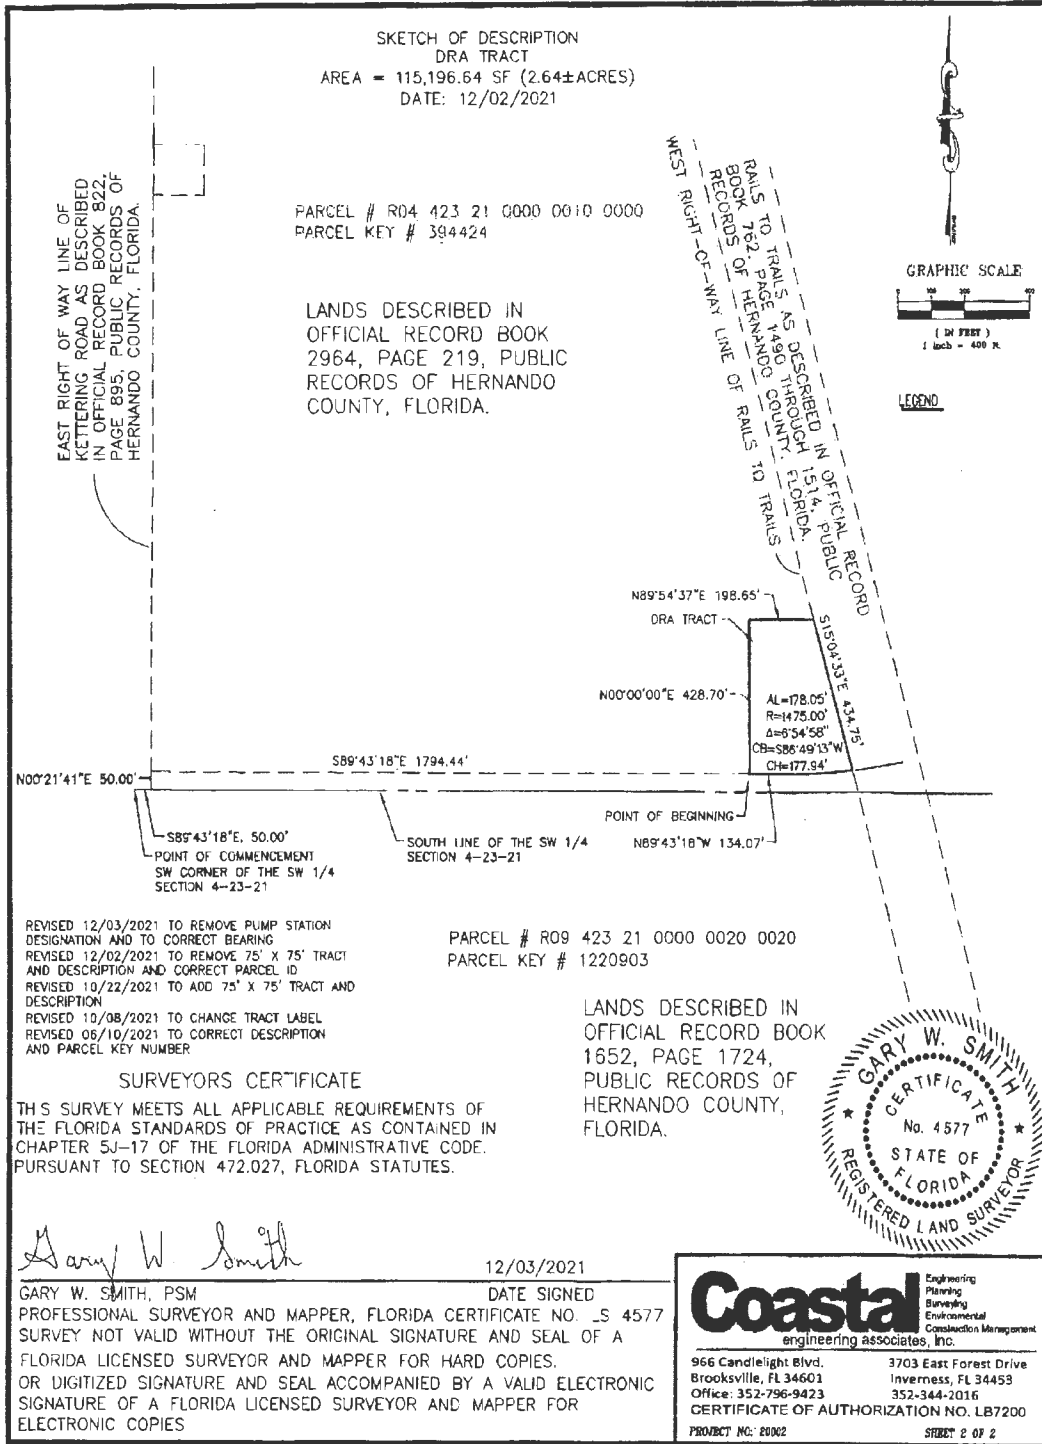 SKETCH OF DESCRIPTION
DRA TRACT
AREA = 115,196.64 SF (2.64±ACRES)
DATE: 12/02/2021
EAST RIGHT OF WAY LINE OF
KETTERING ROAD AS DESCRIBED
IN OFFICIAL RECORD BOOK 822,
PAGE 895, PUBLIC RECORDS OF
HERNANDO COUNTY, FLORIDA.
PARCEL # R04 423 21 0000 0010 0000
PARCEL KEY # 394424
LANDS DESCRIBED IN
OFFICIAL RECORD BOOK
2964, PAGE 219, PUBLIC
RECORDS OF HERNANDO
COUNTY, FLORIDA.
RAILS TO TRAILS AS DESCRIBED IN OFFICIAL RECORD
BOOK 762, PAGE 1490 THROUGH 1514, PUBLIC
RECORDS OF HERNANDO COUNTY, FLORIDA.
WEST RIGHT-OF-WAY LINE OF RAILS TO TRAILS
GRAPHIC SCALE
0 100 200 400
( IN FEET )
1 inch = 400 ft.
LEGEND
N89°54'37"E 198.65'
DRA TRACT
S15°04'33"E 434.75'
N00°00'00"E 428.70'
AL=178.05'
R=1475.00'
Δ=6°54'58"
CB=S86°49'13"W
CH=177.94'
S89°43'18"E 1794.44'
N00°21'41"E 50.00'
POINT OF BEGINNING
N89°43'18"W 134.07'
S89°43'18"E, 50.00'
POINT OF COMMENCEMENT
SW CORNER OF THE SW 1/4
SECTION 4-23-21
SOUTH LINE OF THE SW 1/4
SECTION 4-23-21
REVISED 12/03/2021 TO REMOVE PUMP STATION
DESIGNATION AND TO CORRECT BEARING
REVISED 12/02/2021 TO REMOVE 75' X 75' TRACT
AND DESCRIPTION AND CORRECT PARCEL ID
REVISED 10/22/2021 TO ADD 75' X 75' TRACT AND
DESCRIPTION
REVISED 10/08/2021 TO CHANGE TRACT LABEL
REVISED 06/10/2021 TO CORRECT DESCRIPTION
AND PARCEL KEY NUMBER
PARCEL # R09 423 21 0000 0020 0020
PARCEL KEY # 1220903
LANDS DESCRIBED IN
OFFICIAL RECORD BOOK
1652, PAGE 1724,
PUBLIC RECORDS OF
HERNANDO COUNTY,
FLORIDA.
SURVEYORS CERTIFICATE
TH S SURVEY MEETS ALL APPLICABLE REQUIREMENTS OF
THE FLORIDA STANDARDS OF PRACTICE AS CONTAINED IN
CHAPTER 5J-17 OF THE FLORIDA ADMINISTRATIVE CODE.
PURSUANT TO SECTION 472.027, FLORIDA STATUTES.
GARY W. SMITH
REGISTERED LAND SURVEYOR
CERTIFICATE
No. 4577
STATE OF
FLORIDA
Gary W. Smith
12/03/2021
GARY W. SMITH, PSM DATE SIGNED
PROFESSIONAL SURVEYOR AND MAPPER, FLORIDA CERTIFICATE NO. LS 4577
SURVEY NOT VALID WITHOUT THE ORIGINAL SIGNATURE AND SEAL OF A
FLORIDA LICENSED SURVEYOR AND MAPPER FOR HARD COPIES.
OR DIGITIZED SIGNATURE AND SEAL ACCOMPANIED BY A VALID ELECTRONIC
SIGNATURE OF A FLORIDA LICENSED SURVEYOR AND MAPPER FOR
ELECTRONIC COPIES
Coastal
engineering associates, inc.
Engineering
Planning
Surveying
Environmental
Construction Management
966 Candlelight Blvd.
Brooksville, FL 34601
Office: 352-796-9423
3703 East Forest Drive
Inverness, FL 34453
352-344-2016
CERTIFICATE OF AUTHORIZATION NO. LB7200
PROJECT NO: 20002 SHEET 2 OF 2